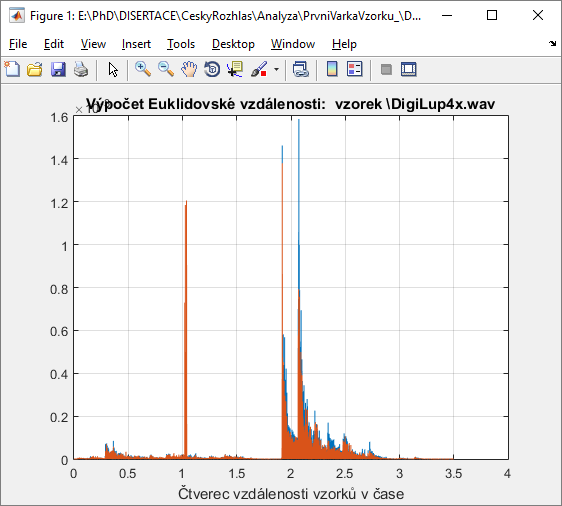 Figure 1: E:\PhD\DISERTACE\CeskyRozhlas\Analyza\PrvniVarkaVzorku_\D...
File Edit View Insert Tools Desktop Window Help
Výpočet Euklidovské vzdálenosti: vzorek \DigiLup4x.wav
1.6
1.4
1.2
1
0.8
0.6
0.4
0.2
0
0 0.5 1 1.5 2 2.5 3 3.5 4
Čtverec vzdálenosti vzorků v čase